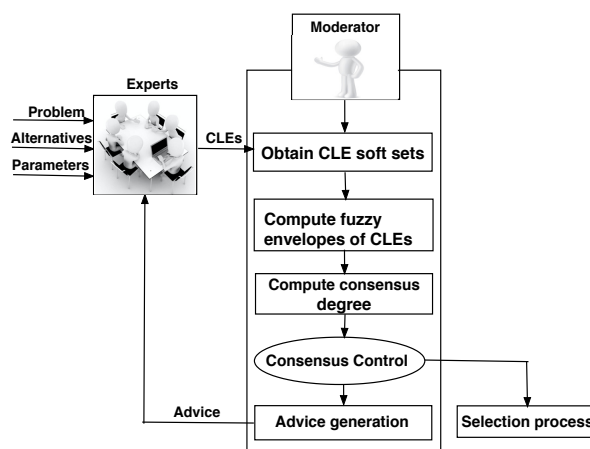 Moderator
Experts
Problem
Alternatives
Parameters
CLEs
Obtain CLE soft sets
Compute fuzzy
envelopes of CLEs
Compute consensus
degree
Consensus Control
Advice
Advice generation
Selection process